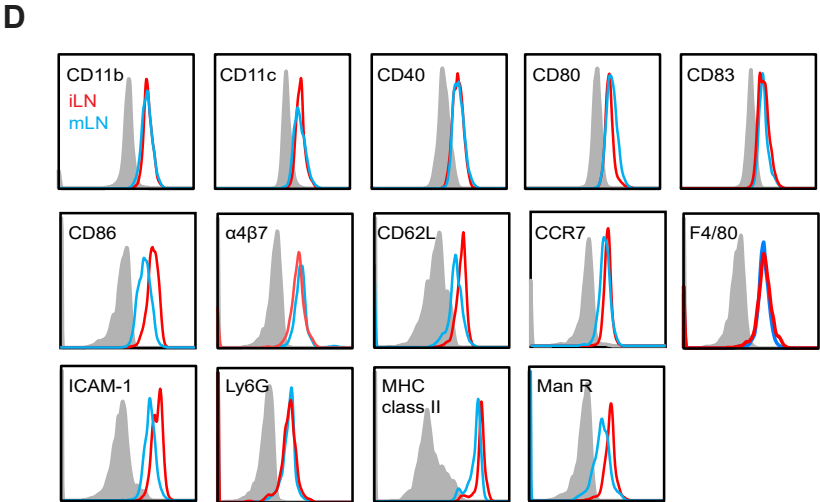 D
CD11b
iLN
mLN
CD11c
CD40
CD80
CD83
CD86
α4β7
CD62L
CCR7
F4/80
ICAM-1
Ly6G
MHC
class II
Man R